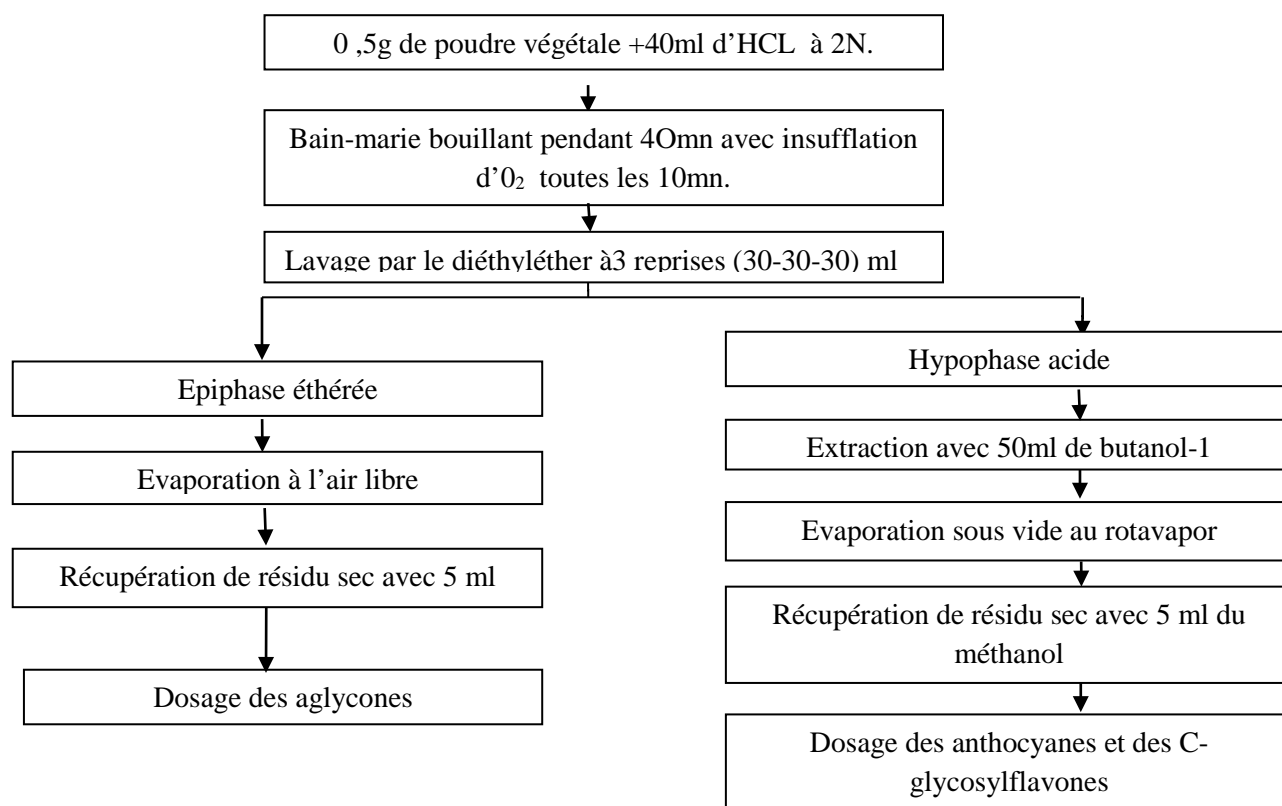 0 ,5g de poudre végétale +40ml d’HCL à 2N.
Bain-marie bouillant pendant 4Omn avec insufflation
d’0₂ toutes les 10mn.
Lavage par le diéthyléther à3 reprises (30-30-30) ml
Epiphase éthérée
Evaporation à l’air libre
Récupération de résidu sec avec 5 ml
Dosage des aglycones
Hypophase acide
Extraction avec 50ml de butanol-1
Evaporation sous vide au rotavapor
Récupération de résidu sec avec 5 ml du
méthanol
Dosage des anthocyanes et des C-
glycosylflavones